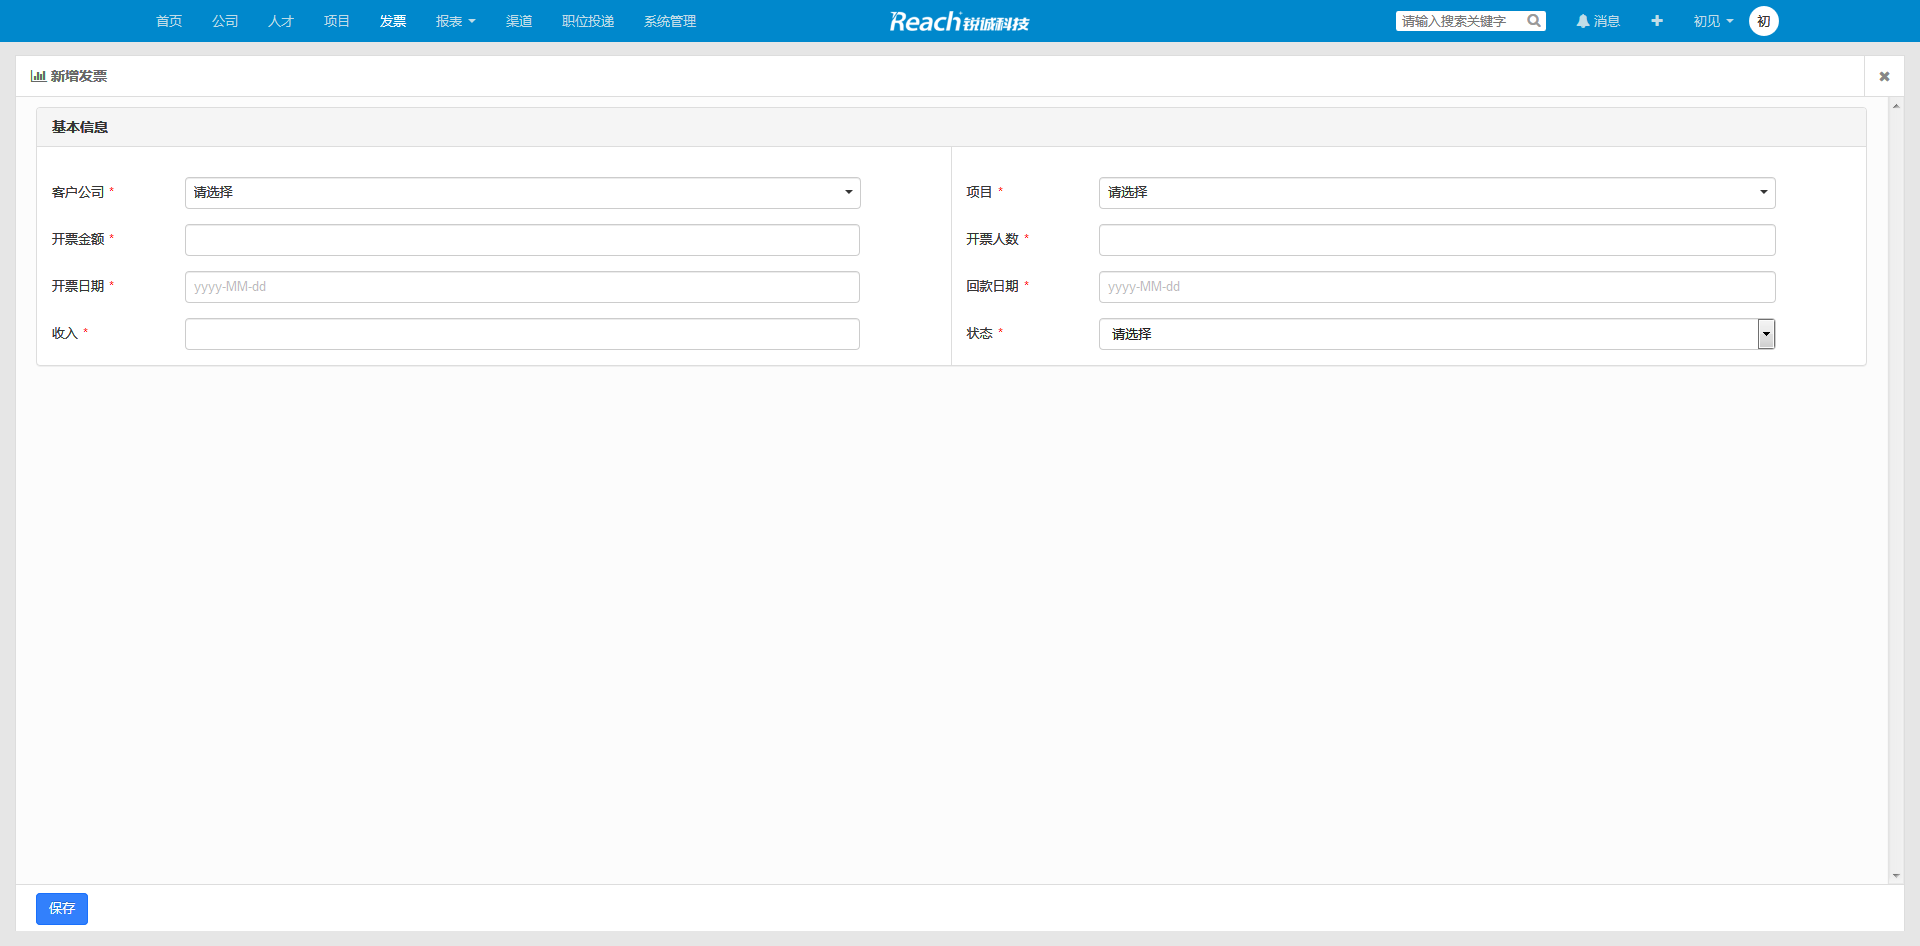 首页 公司 人才 项目 发票 报表 渠道 职位投递 系统管理 Reach锐诚科技 请输入搜索关键字 消息 初见 初
新增发票
基本信息
客户公司 * 请选择 项目 * 请选择
开票金额 * 开票人数 *
开票日期 * yyyy-MM-dd 回款日期 * yyyy-MM-dd
收入 * 状态 * 请选择
保存